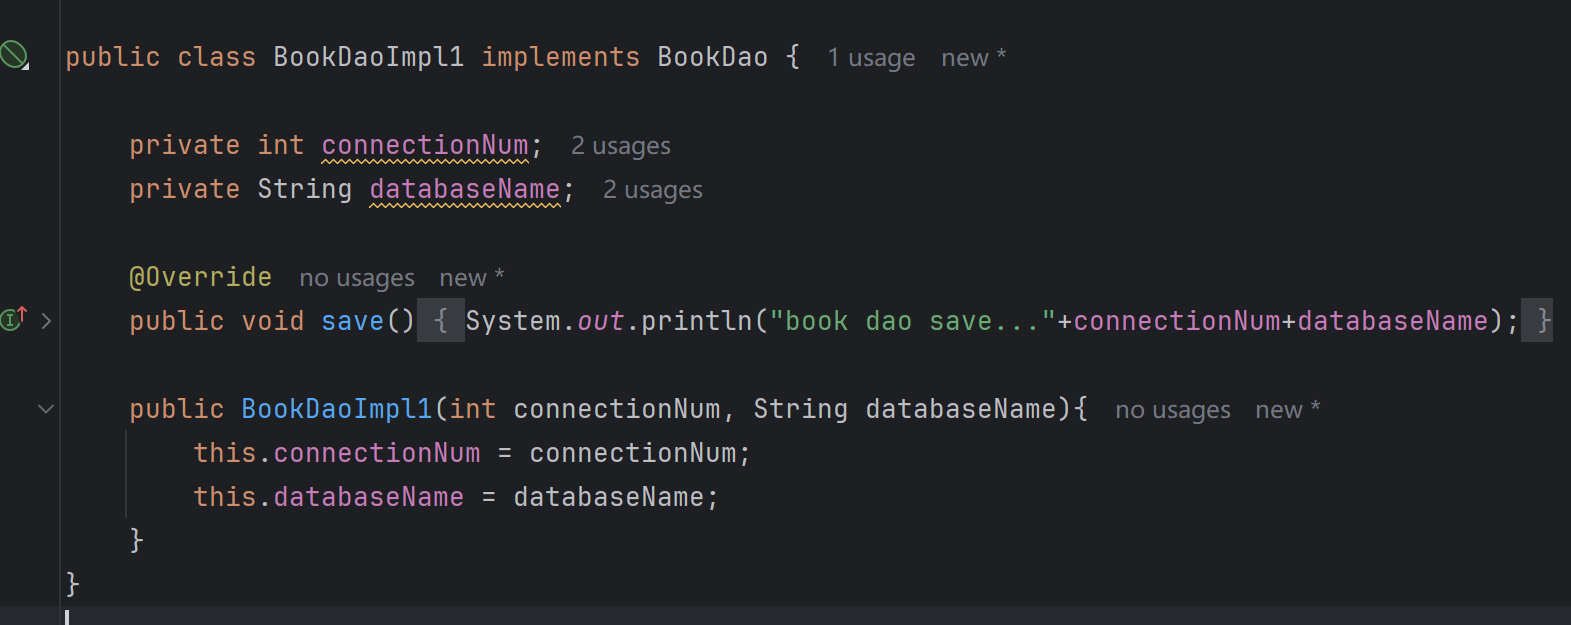 public class BookDaoImpl1 implements BookDao {  1 usage  new *
private int connectionNum;  2 usages
private String databaseName;  2 usages
@Override  no usages  new *
public void save() { System.out.println("book dao save..."+connectionNum+databaseName); }
public BookDaoImpl1(int connectionNum, String databaseName){  no usages  new *
this.connectionNum = connectionNum;
this.databaseName = databaseName;
}
}